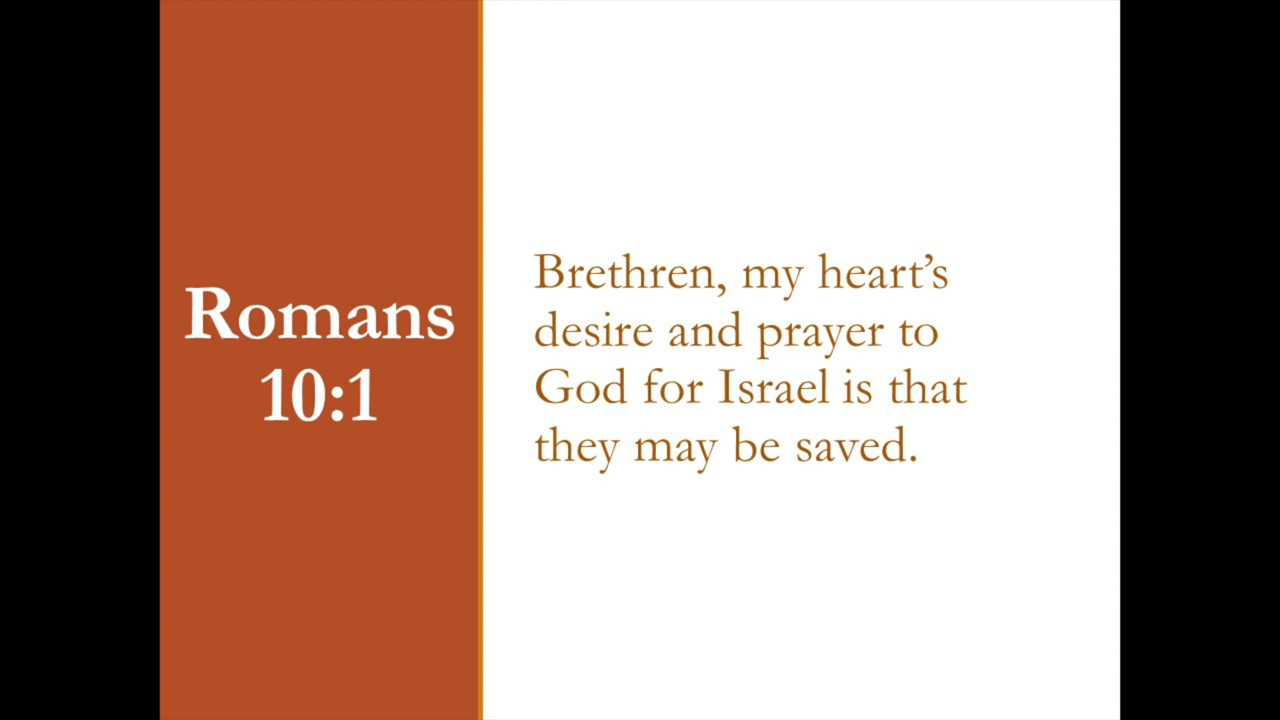 Romans
10:1
Brethren, my heart’s
desire and prayer to
God for Israel is that
they may be saved.